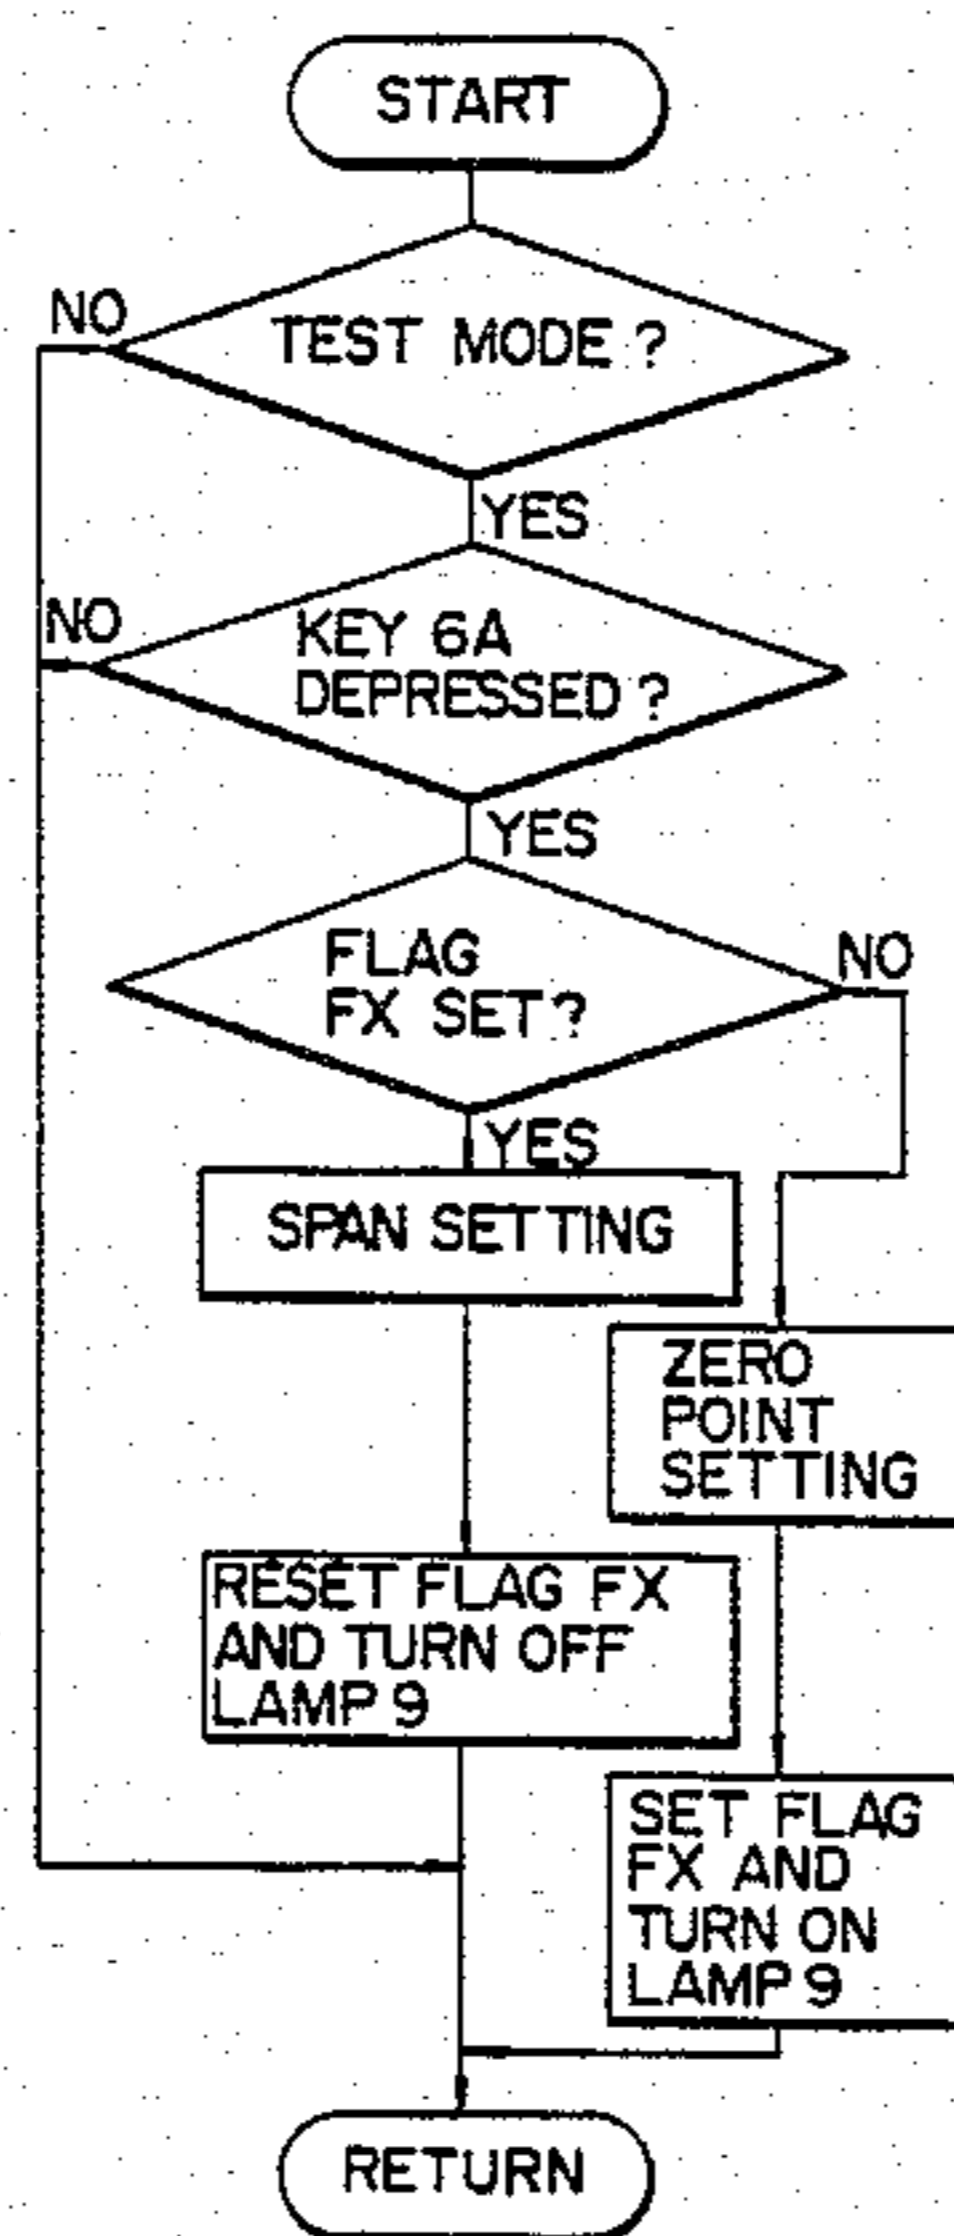 START
NO
TEST MODE?
YES
NO
KEY 6A
DEPRESSED?
YES
FLAG
FX SET?
NO
YES
SPAN SETTING
ZERO
POINT
SETTING
RESET FLAG FX
AND TURN OFF
LAMP 9
SET FLAG
FX AND
TURN ON
LAMP 9
RETURN